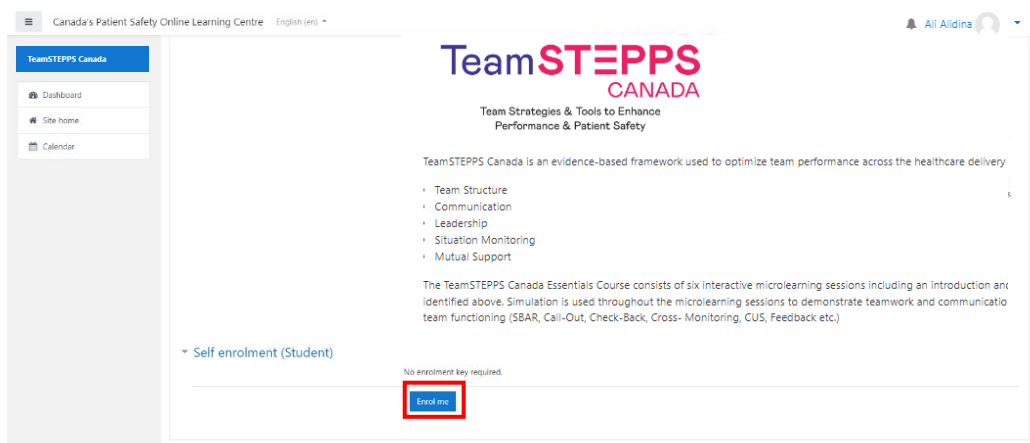 Canada's Patient Safety Online Learning Centre English (en)
Ali Alidina
TeamSTEPPS Canada
Dashboard
Site home
Calendar
TeamSTEPPS
CANADA
Team Strategies & Tools to Enhance
Performance & Patient Safety
TeamSTEPPS Canada is an evidence-based framework used to optimize team performance across the healthcare delivery
s
Team Structure
Communication
Leadership
Situation Monitoring
Mutual Support
The TeamSTEPPS Canada Essentials Course consists of six interactive microlearning sessions including an introduction and
identified above. Simulation is used throughout the microlearning sessions to demonstrate teamwork and communicatio
team functioning (SBAR, Call-Out, Check-Back, Cross- Monitoring, CUS, Feedback etc.)
Self enrolment (Student)
No enrolment key required.
Enrol me